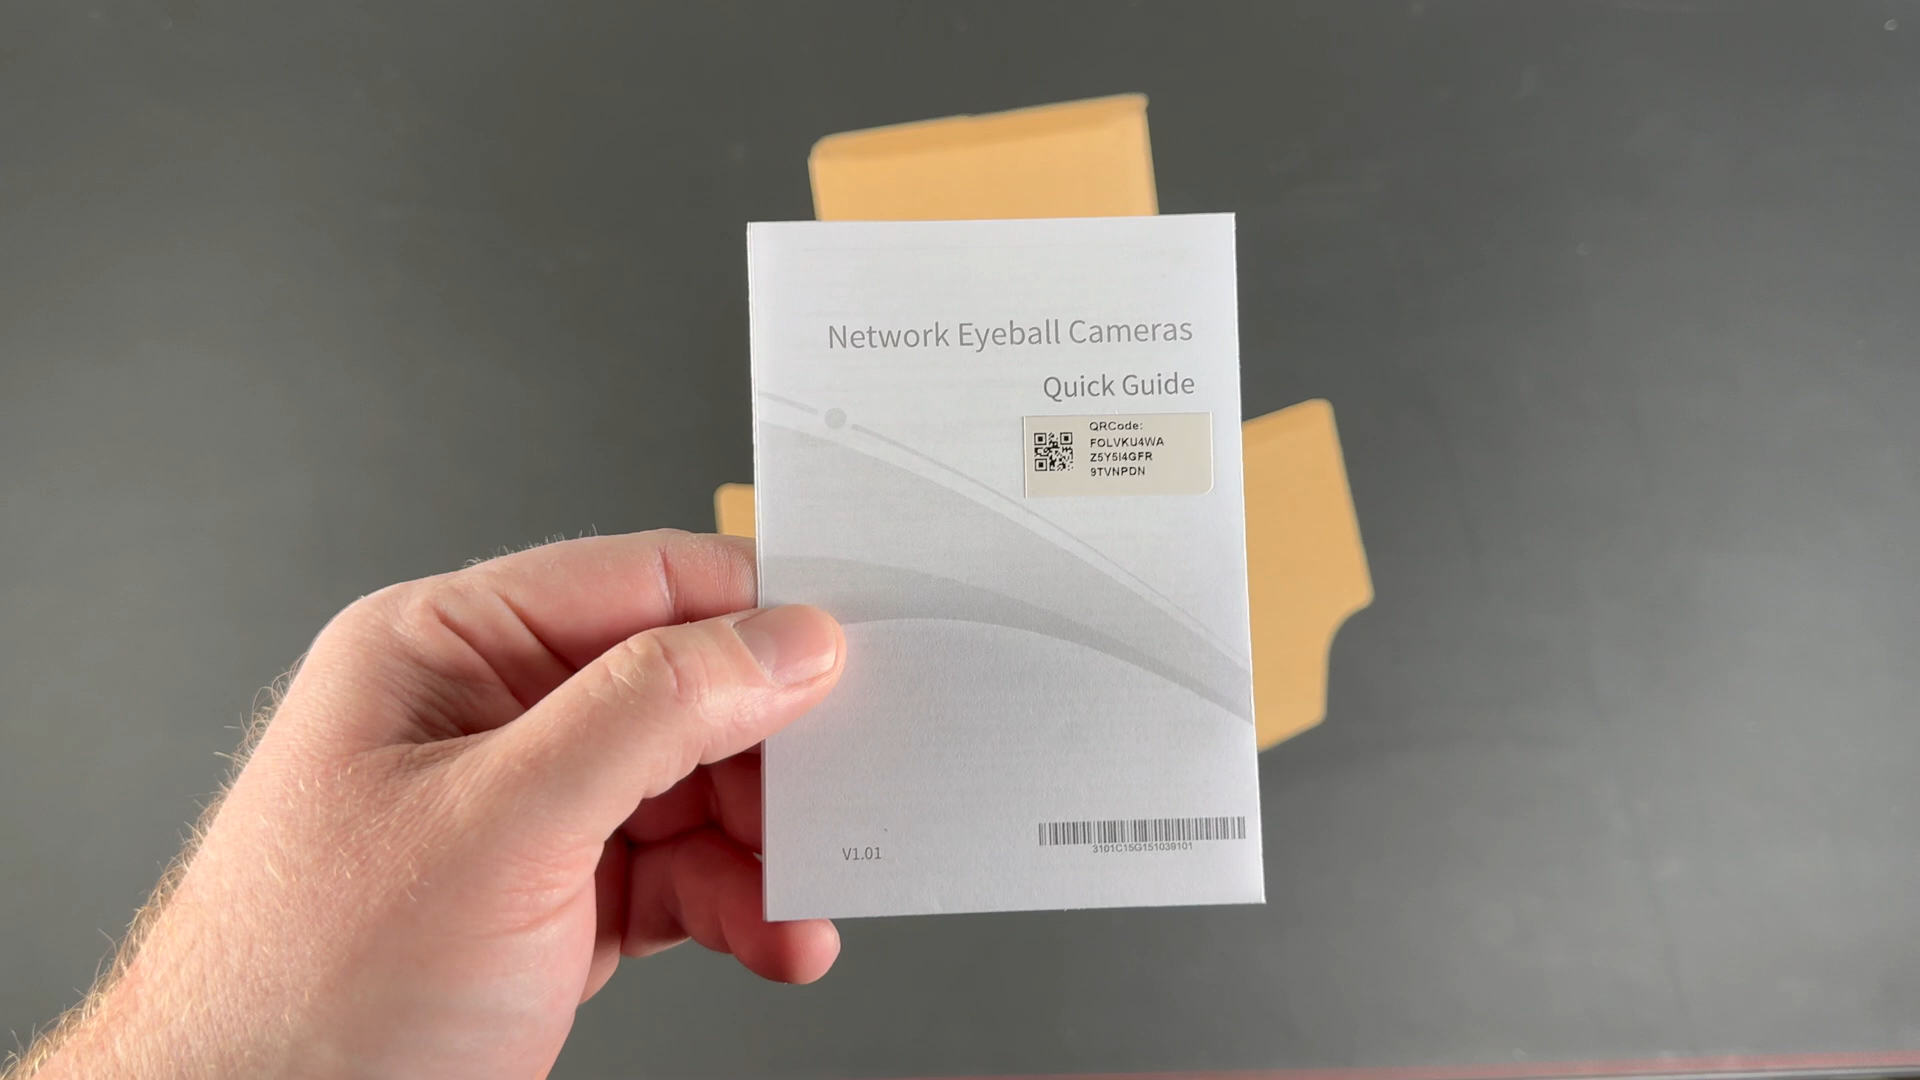 Network Eyeball Cameras
Quick Guide
QRCode:
FOLVKU4WA
Z5Y5I4GFR
9TVNPDN
V1.01
3101C15G151039101